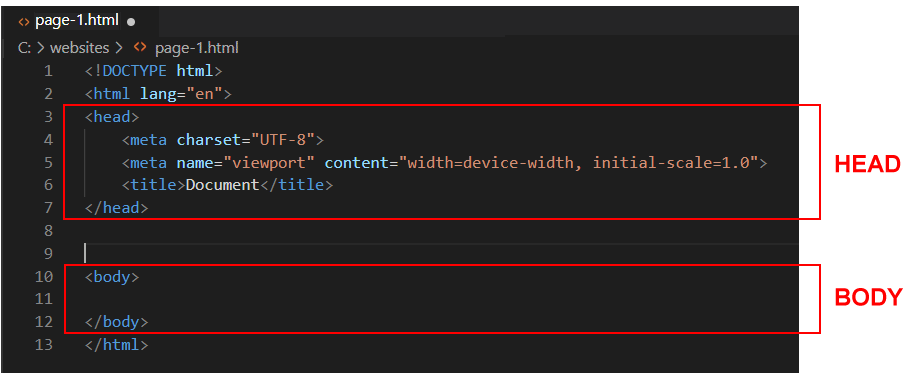 page-1.html
C: > websites > page-1.html
1 <!DOCTYPE html>
2 <html lang="en">
3 <head>
4 <meta charset="UTF-8">
5 <meta name="viewport" content="width=device-width, initial-scale=1.0">
HEAD
6 <title>Document</title>
7 </head>
8
9
10 <body>
11
BODY
12 </body>
13 </html>